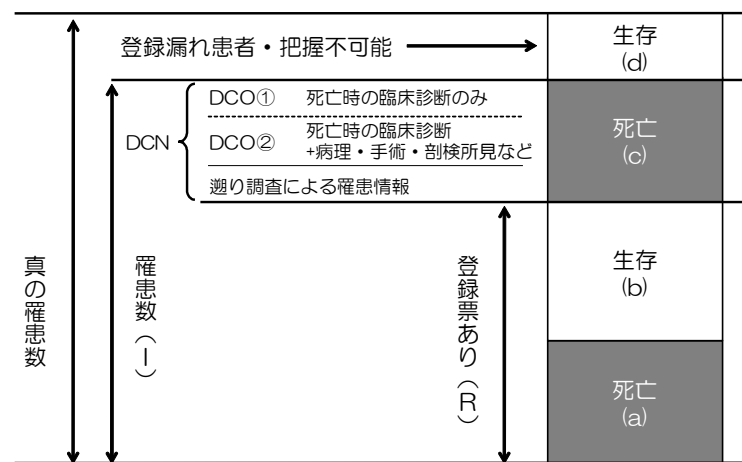 登録漏れ患者・把握不可能
生存
(d)
DCN
DCO① 死亡時の臨床診断のみ
DCO② 死亡時の臨床診断
+病理・手術・剖検所見など
遡り調査による罹患情報
死亡
(c)
真の罹患数
罹患数(I)
登録票あり(R)
生存
(b)
死亡
(a)